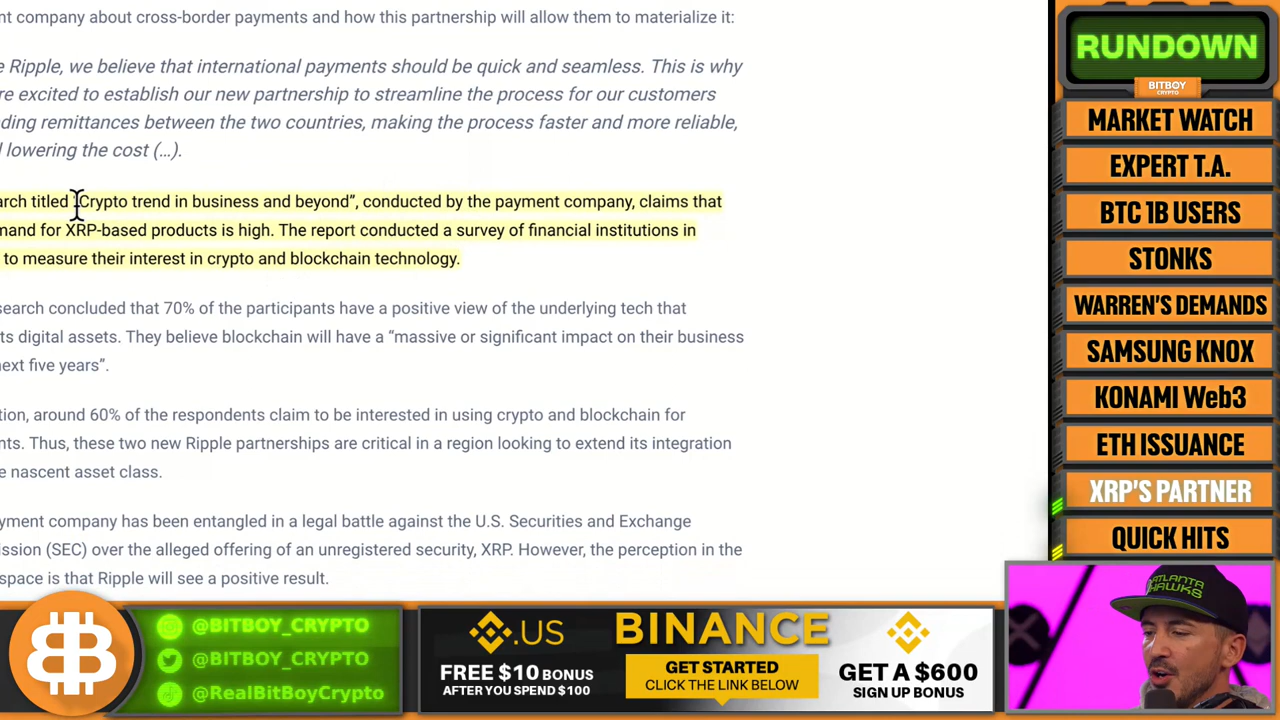 nt company about cross-border payments and how this partnership will allow them to materialize it:
e Ripple, we believe that international payments should be quick and seamless. This is why
re excited to establish our new partnership to streamline the process for our customers
ding remittances between the two countries, making the process faster and more reliable,
l lowering the cost (…).
arch titled “Crypto trend in business and beyond”, conducted by the payment company, claims that
mand for XRP-based products is high. The report conducted a survey of financial institutions in
to measure their interest in crypto and blockchain technology.
search concluded that 70% of the participants have a positive view of the underlying tech that
ts digital assets. They believe blockchain will have a “massive or significant impact on their business
next five years”.
tion, around 60% of the respondents claim to be interested in using crypto and blockchain for
nts. Thus, these two new Ripple partnerships are critical in a region looking to extend its integration
e nascent asset class.
yment company has been entangled in a legal battle against the U.S. Securities and Exchange
ission (SEC) over the alleged offering of an unregistered security, XRP. However, the perception in the
space is that Ripple will see a positive result.
RUNDOWN
BITBOY
CRYPTO
MARKET WATCH
EXPERT T.A.
BTC 1B USERS
STONKS
WARREN'S DEMANDS
SAMSUNG KNOX
KONAMI Web3
ETH ISSUANCE
XRP'S PARTNER
QUICK HITS
ATLANTA
HAWKS
@BITBOY_CRYPTO
@BITBOY_CRYPTO
@RealBitBoyCrypto
.US
FREE $10 BONUS
AFTER YOU SPEND $100
BINANCE
GET STARTED
CLICK THE LINK BELOW
GET A $600
SIGN UP BONUS